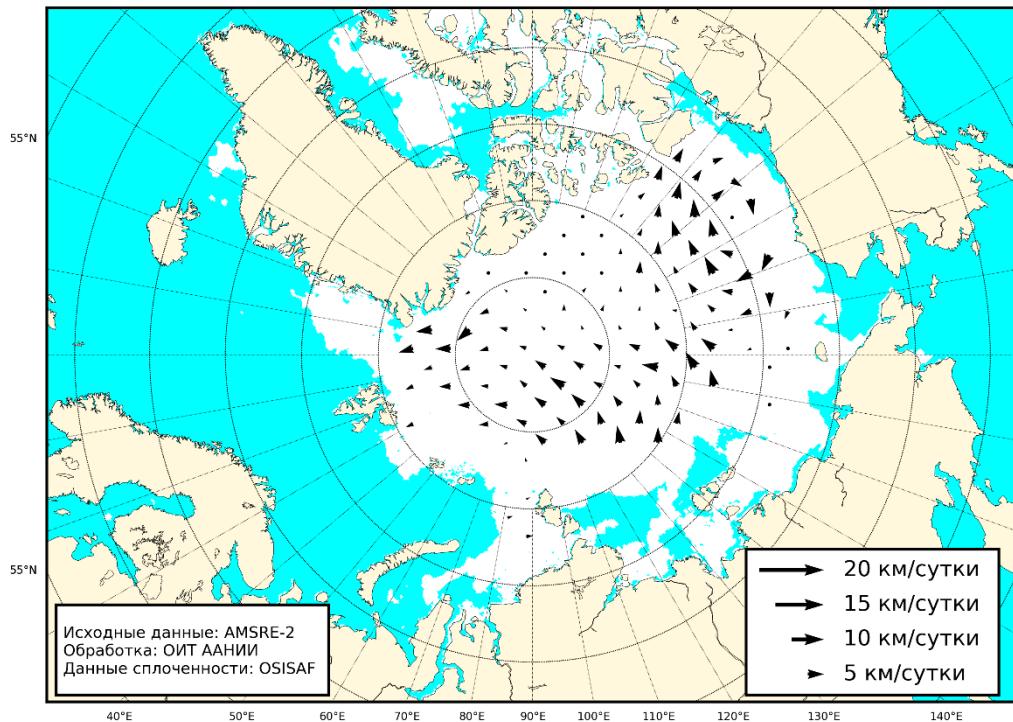 55°N
55°N
20 км/сутки
15 км/сутки
10 км/сутки
5 км/сутки
Исходные данные: AMSRE-2
Обработка: ОИТ ААНИИ
Данные сплоченности: OSISAF
40°E 50°E 60°E 70°E 80°E 90°E 100°E 110°E 120°E 130°E 140°E